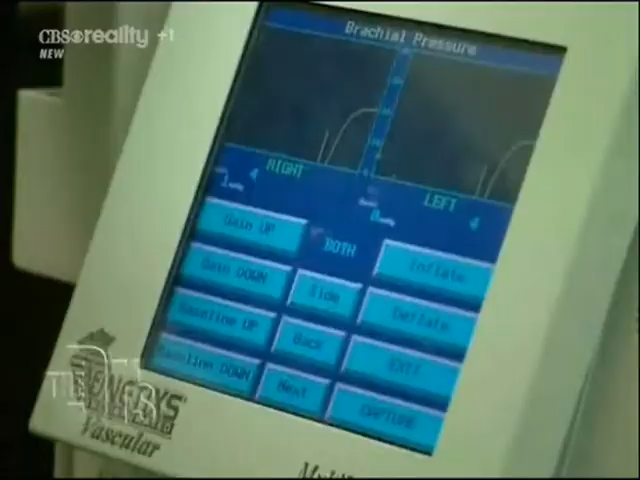 CBS reality +1
NEW
Brachial Pressure
RIGHT
LEFT
BOTH
Gain UP
Inflate
Gain DOWN
Side
Deflate
Baseline UP
Back
EXIT
Baseline DOWN
Next
CAPTURE
Vascular